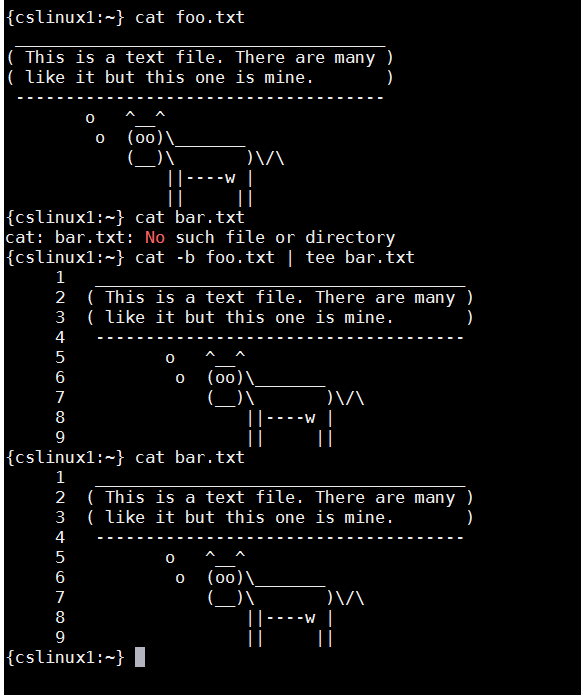 {cslinux1:~} cat foo.txt
 _____________________________________
( This is a text file. There are many )
( like it but this one is mine.       )
 -------------------------------------
        o   ^__^
         o  (oo)\_______
            (__)\       )\/\
                ||----w |
                ||     ||
{cslinux1:~} cat bar.txt
cat: bar.txt: No such file or directory
{cslinux1:~} cat -b foo.txt | tee bar.txt
     1   _____________________________________
     2  ( This is a text file. There are many )
     3  ( like it but this one is mine.       )
     4   -------------------------------------
     5          o   ^__^
     6           o  (oo)\_______
     7              (__)\       )\/\
     8                  ||----w |
     9                  ||     ||
{cslinux1:~} cat bar.txt
     1   _____________________________________
     2  ( This is a text file. There are many )
     3  ( like it but this one is mine.       )
     4   -------------------------------------
     5          o   ^__^
     6           o  (oo)\_______
     7              (__)\       )\/\
     8                  ||----w |
     9                  ||     ||
{cslinux1:~}